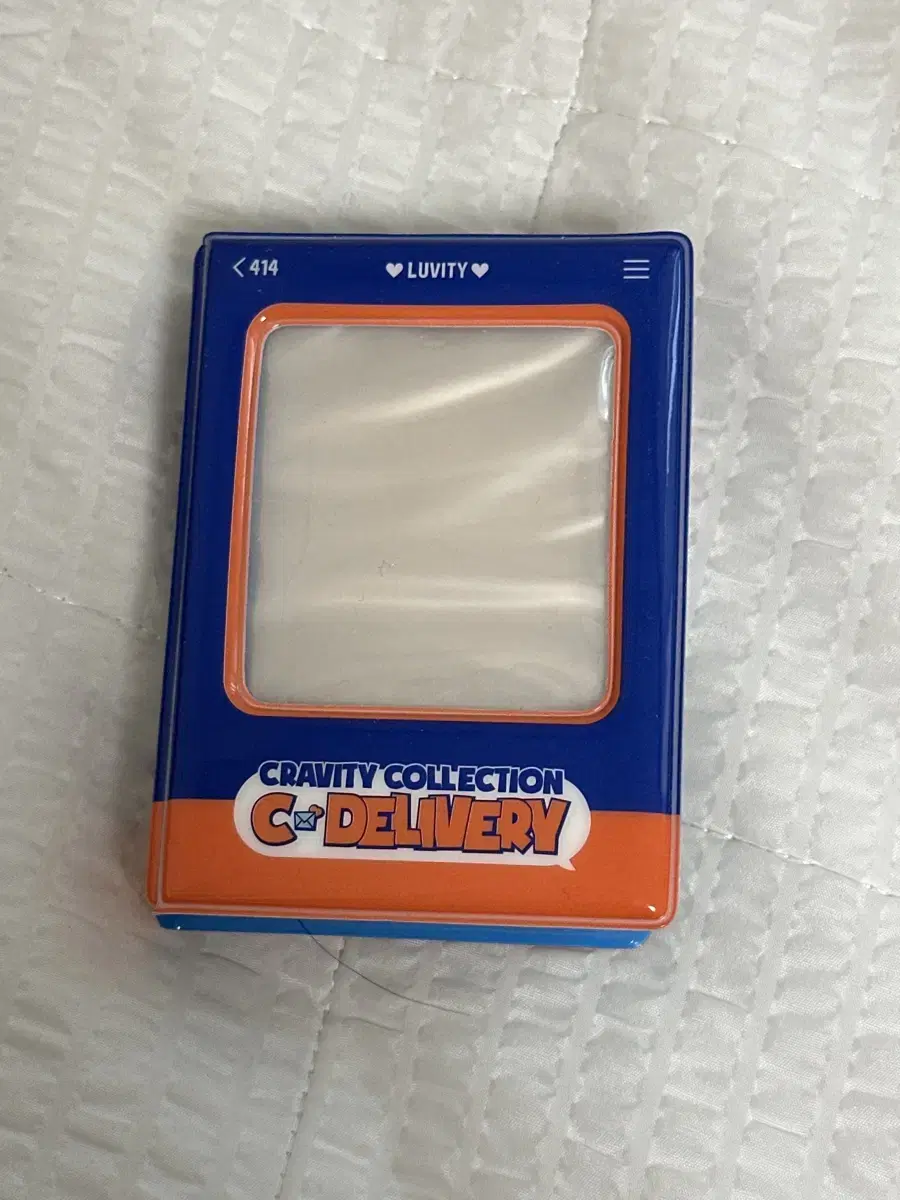 < 414 ♥ LUVITY ♥
CRAVITY COLLECTION
C DELIVERY